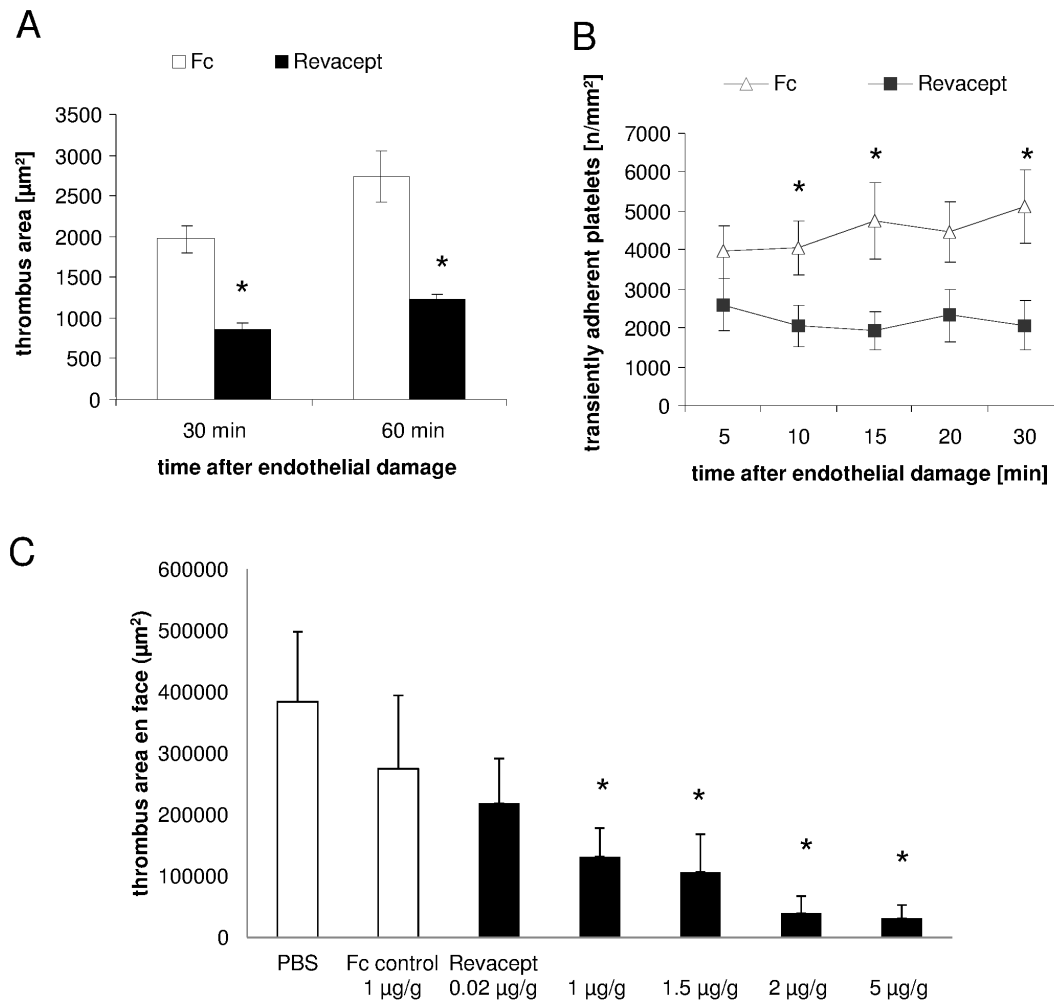 A
Fc Revacept
thrombus area [µm²]
3500
3000
2500
2000
1500
1000
500
0
*
*
30 min 60 min
time after endothelial damage
B
Fc Revacept
transiently adherent platelets [n/mm²]
7000
6000
5000
4000
3000
2000
1000
0
* * *
5 10 15 20 30
time after endothelial damage [min]
C
thrombus area en face (µm²)
600000
500000
400000
300000
200000
100000
0
* * * *
PBS Fc control Revacept
1 µg/g 0.02 µg/g 1 µg/g 1.5 µg/g 2 µg/g 5 µg/g